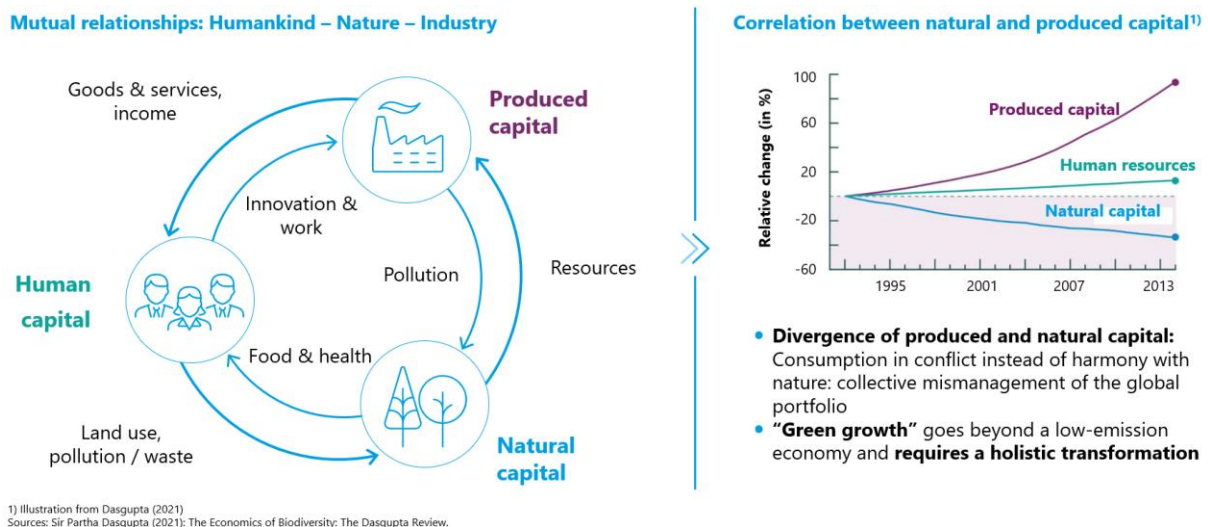 Mutual relationships: Humankind – Nature – Industry
Goods & services,
income
Produced
capital
Innovation &
work
Pollution
Resources
Human
capital
Food & health
Land use,
pollution / waste
Natural
capital
Correlation between natural and produced capital¹⁾
Relative change (in %)
100
60
20
-20
-60
Produced capital
Human resources
Natural capital
1995
2001
2007
2013
• Divergence of produced and natural capital:
Consumption in conflict instead of harmony with
nature: collective mismanagement of the global
portfolio
• “Green growth” goes beyond a low-emission
economy and requires a holistic transformation
1) Illustration from Dasgupta (2021)
Sources: Sir Partha Dasgupta (2021): The Economics of Biodiversity: The Dasgupta Review.